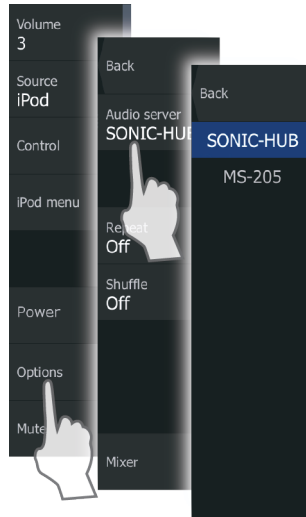 Volume
3
Source
iPod
Control
iPod menu
Power
Options
Mute
Back
Audio server
SONIC-HUB
Repeat
Off
Shuffle
Off
Mixer
Back
SONIC-HUB
MS-205